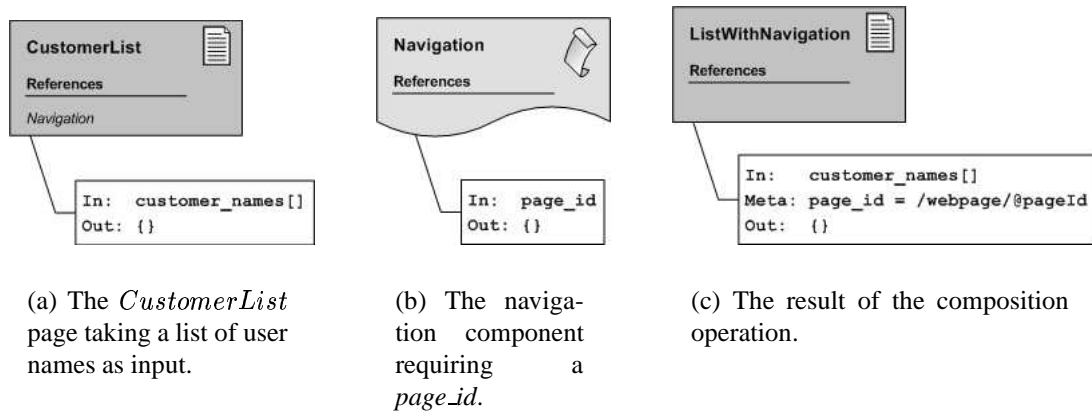 CustomerList
References
Navigation
In: customer_names[]
Out: {}
(a) The CustomerList
page taking a list of user
names as input.
Navigation
References
In: page_id
Out: {}
(b) The naviga-
tion component
requiring a
page_id.
ListWithNavigation
References
In: customer_names[]
Meta: page_id = /webpage/@pageId
Out: {}
(c) The result of the composition
operation.